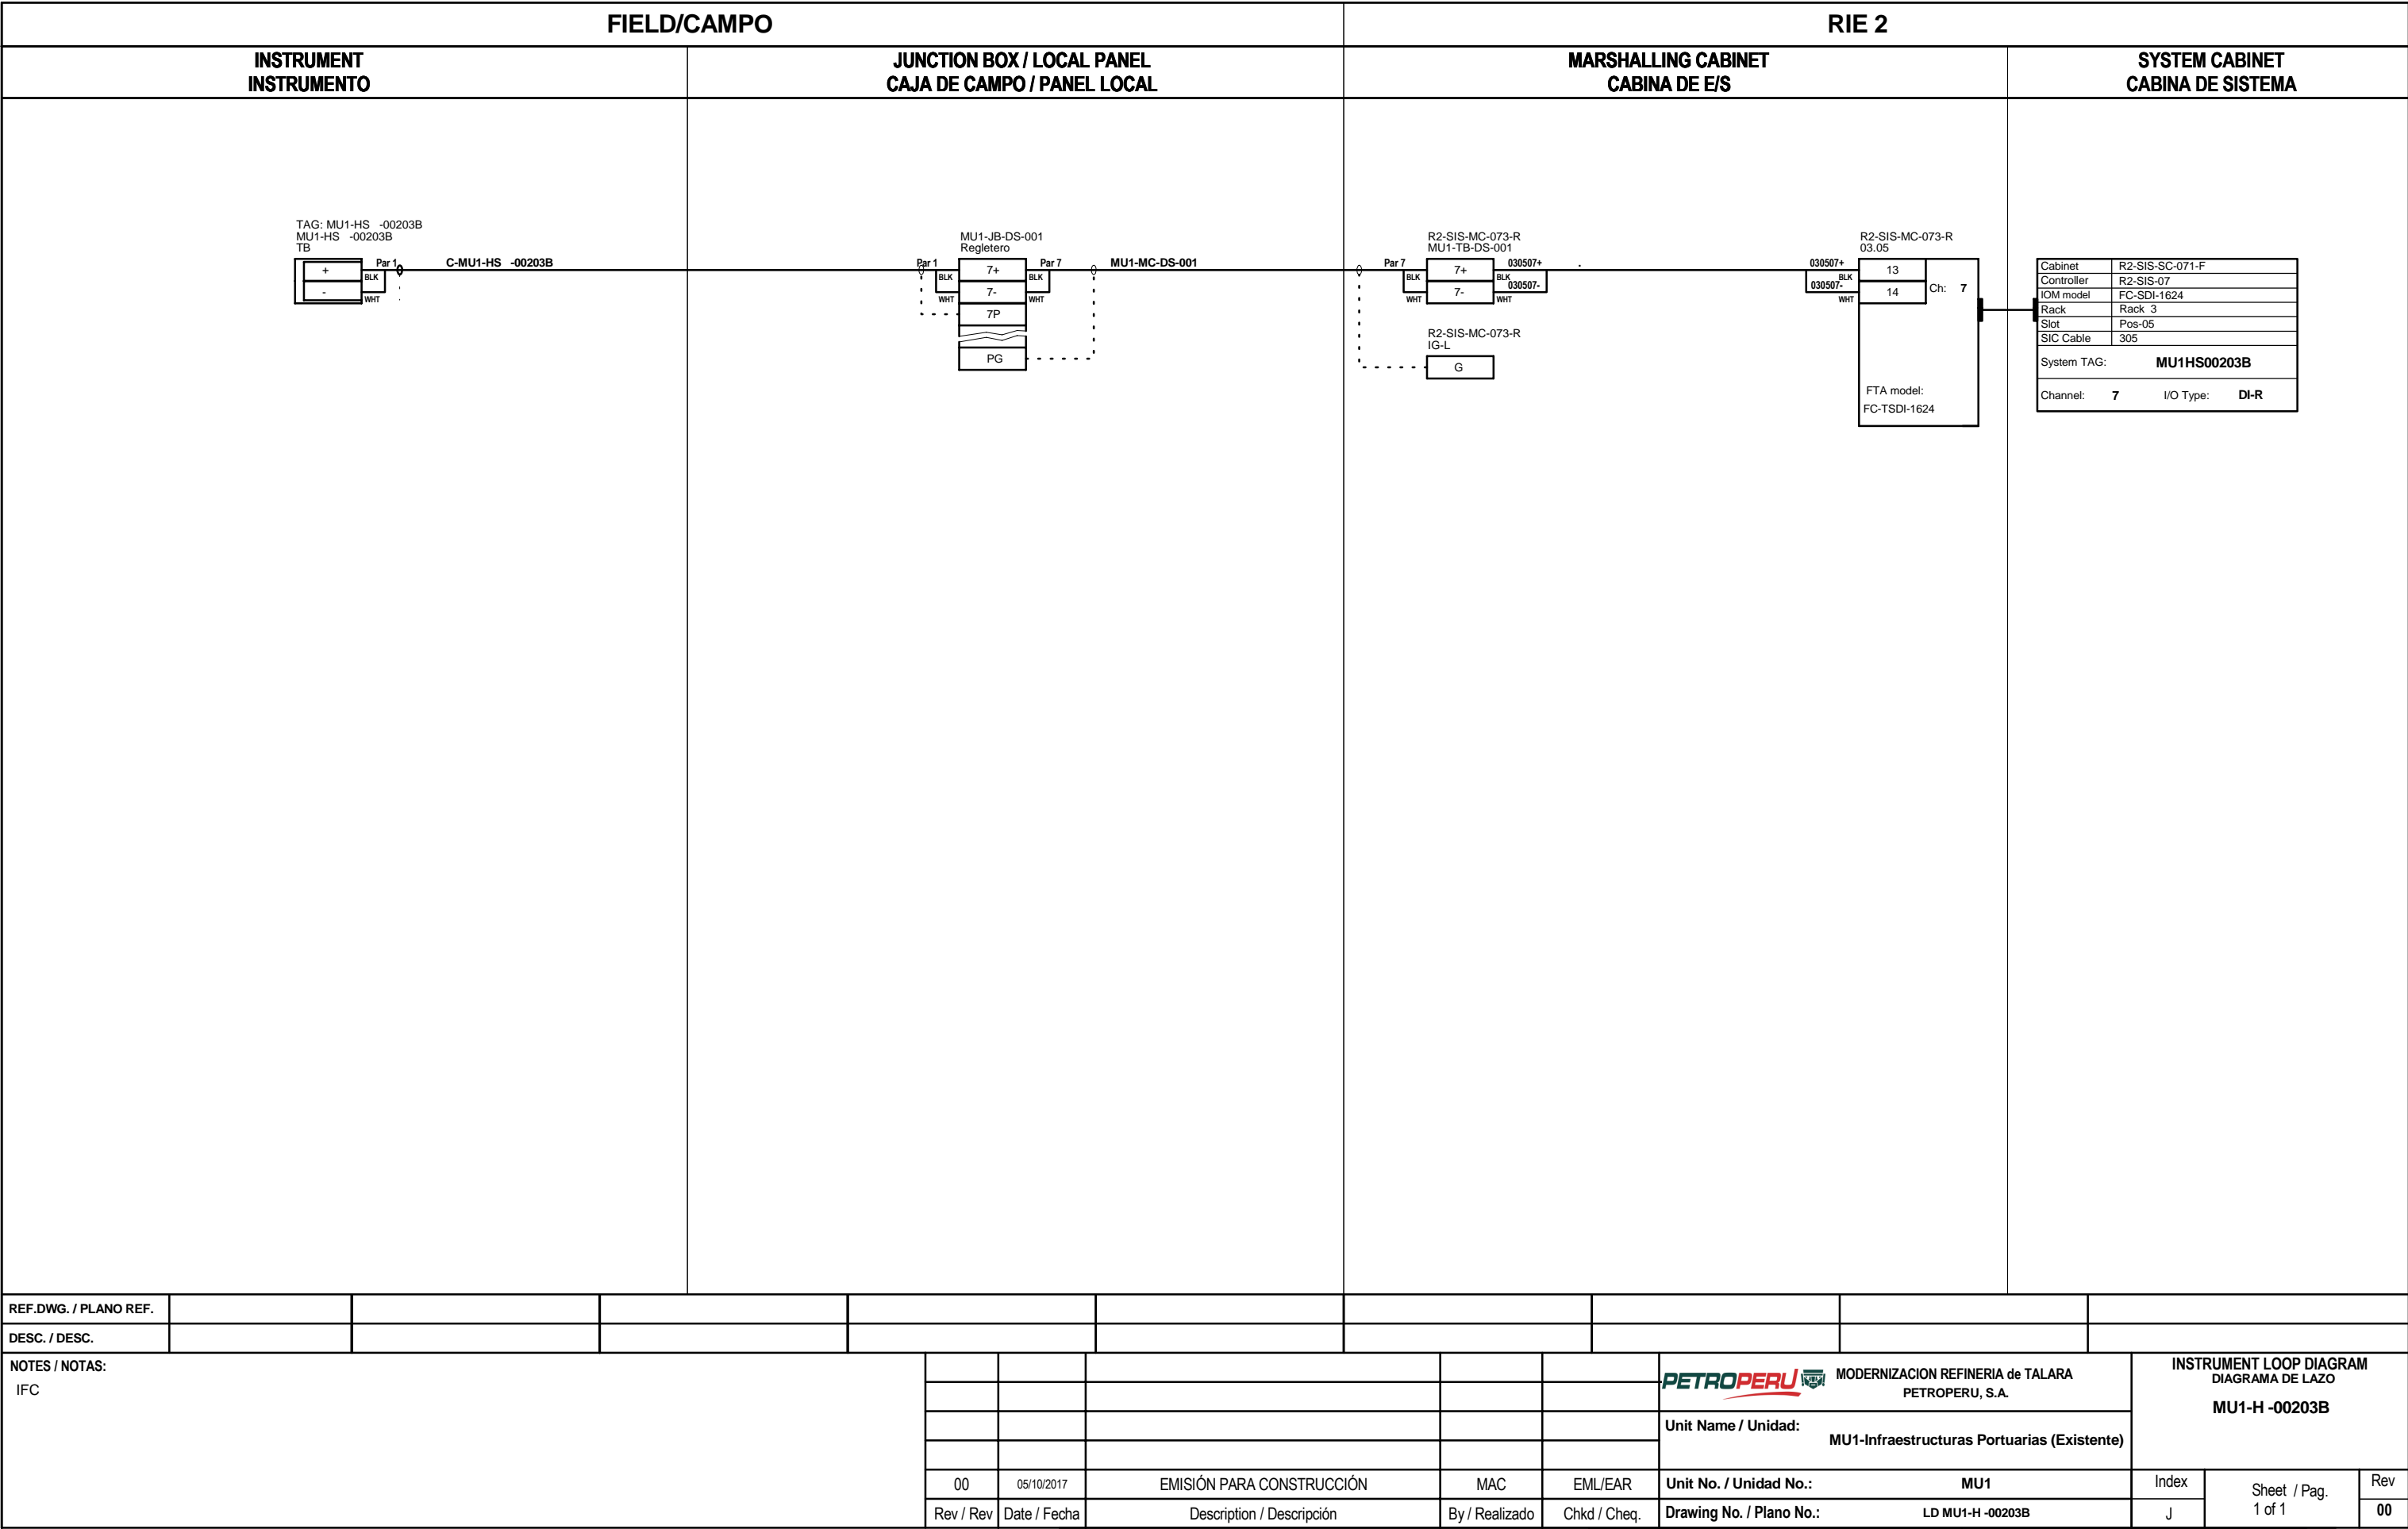 FIELD/CAMPO
RIE 2
INSTRUMENT
INSTRUMENTO
JUNCTION BOX / LOCAL PANEL
CAJA DE CAMPO / PANEL LOCAL
MARSHALLING CABINET
CABINA DE E/S
SYSTEM CABINET
CABINA DE SISTEMA
TAG: MU1-HS -00203B
MU1-HS -00203B
TB
+
-
Par 1
BLK
WHT
C-MU1-HS -00203B
MU1-JB-DS-001
Regletero
Par 1
BLK
WHT
7+
7-
7P
PG
Par 7
BLK
WHT
MU1-MC-DS-001
R2-SIS-MC-073-R
MU1-TB-DS-001
Par 7
BLK
WHT
7+
7-
030507+
BLK
030507-
WHT
R2-SIS-MC-073-R
IG-L
G
R2-SIS-MC-073-R
03.05
030507+
BLK
030507-
WHT
13
14
Ch: 7
FTA model:
FC-TSDI-1624
Cabinet R2-SIS-SC-071-F
Controller R2-SIS-07
IOM model FC-SDI-1624
Rack Rack 3
Slot Pos-05
SIC Cable 305
System TAG: MU1HS00203B
Channel: 7 I/O Type: DI-R
REF.DWG. / PLANO REF.
DESC. / DESC.
NOTES / NOTAS:
IFC
00 05/10/2017 EMISIÓN PARA CONSTRUCCIÓN MAC EML/EAR
Rev / Rev Date / Fecha Description / Descripción By / Realizado Chkd / Cheq.
PETROPERU
MODERNIZACION REFINERIA de TALARA
PETROPERU, S.A.
Unit Name / Unidad:
MU1-Infraestructuras Portuarias (Existente)
Unit No. / Unidad No.: MU1
Drawing No. / Plano No.: LD MU1-H -00203B
INSTRUMENT LOOP DIAGRAM
DIAGRAMA DE LAZO
MU1-H -00203B
Index
J
Sheet / Pag.
1 of 1
Rev
00